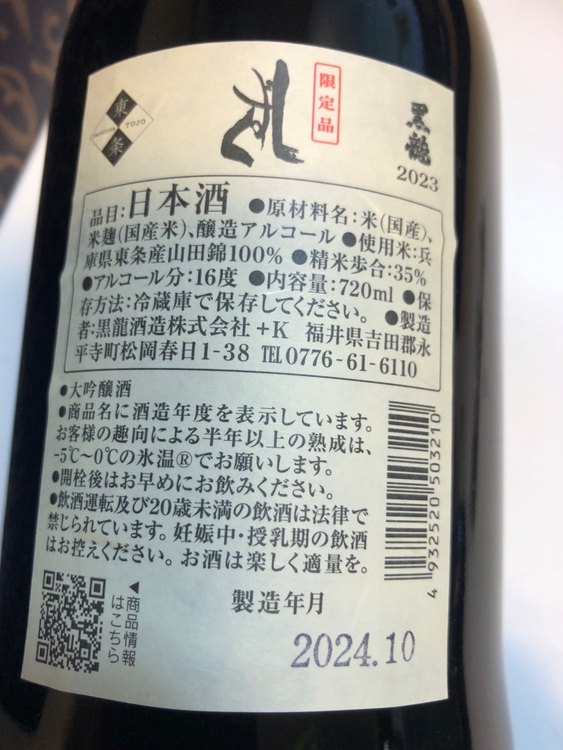 黒龍
2023
限定品
東条
TOJO
品目:日本酒 ●原材料名:米(国産)、
米麹(国産米)、醸造アルコール ●使用米:兵
庫県東条産山田錦100% ●精米歩合:35%
●アルコール分:16度 ●内容量:720ml ●保
存方法:冷蔵庫で保存してください。 ●製造
者:黒龍酒造株式会社 +K 福井県吉田郡永
平寺町松岡春日1-38 ℡0776-61-6110
●大吟醸酒
●商品名に酒造年度を表示しています。
お客様の趣向による半年以上の熟成は、
-5℃〜0℃の氷温®でお願いします。
●開栓後はお早めにお飲みください。
●飲酒運転及び20歳未満の飲酒は法律で
禁じられています。妊娠中・授乳期の飲酒
はお控えください。お酒は楽しく適量を。
4 932520 503210
◀商品情報
はこちら
製造年月
2024.10